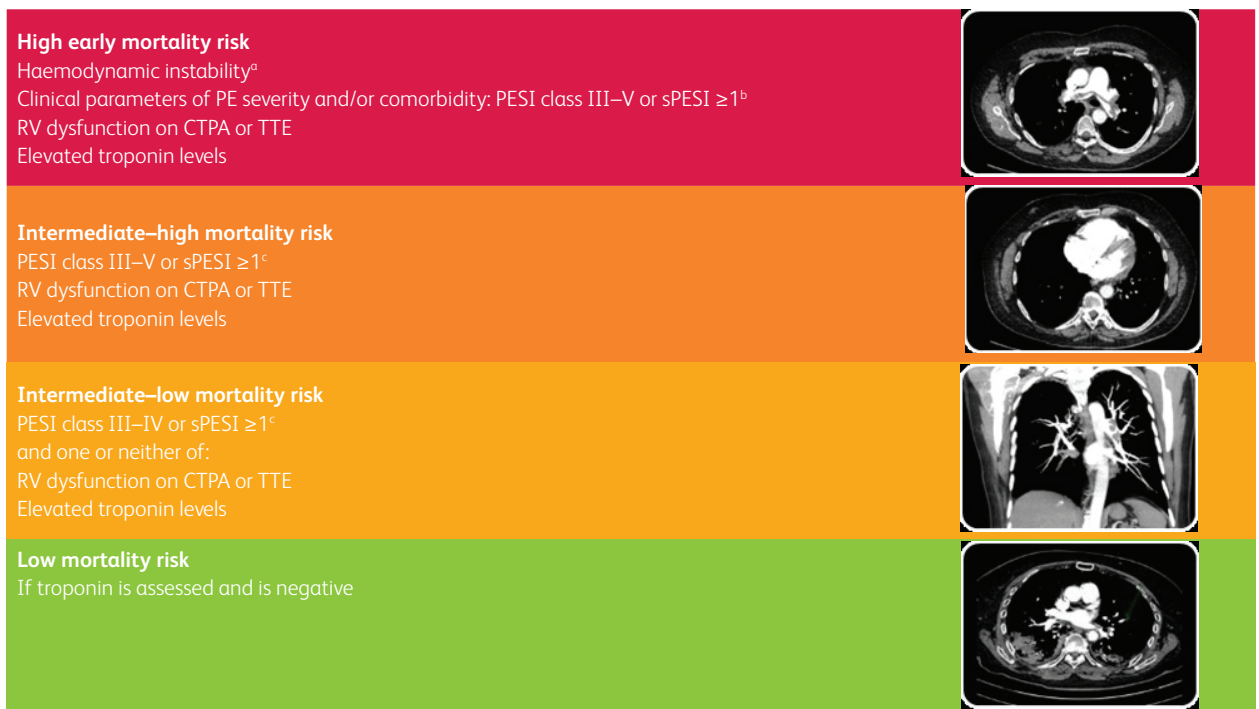 High early mortality risk
Haemodynamic instabilityᵃ
Clinical parameters of PE severity and/or comorbidity: PESI class III–V or sPESI ≥1ᵇ
RV dysfunction on CTPA or TTE
Elevated troponin levels
Intermediate–high mortality risk
PESI class III–V or sPESI ≥1ᶜ
RV dysfunction on CTPA or TTE
Elevated troponin levels
Intermediate–low mortality risk
PESI class III–IV or sPESI ≥1ᶜ
and one or neither of:
RV dysfunction on CTPA or TTE
Elevated troponin levels
Low mortality risk
If troponin is assessed and is negative